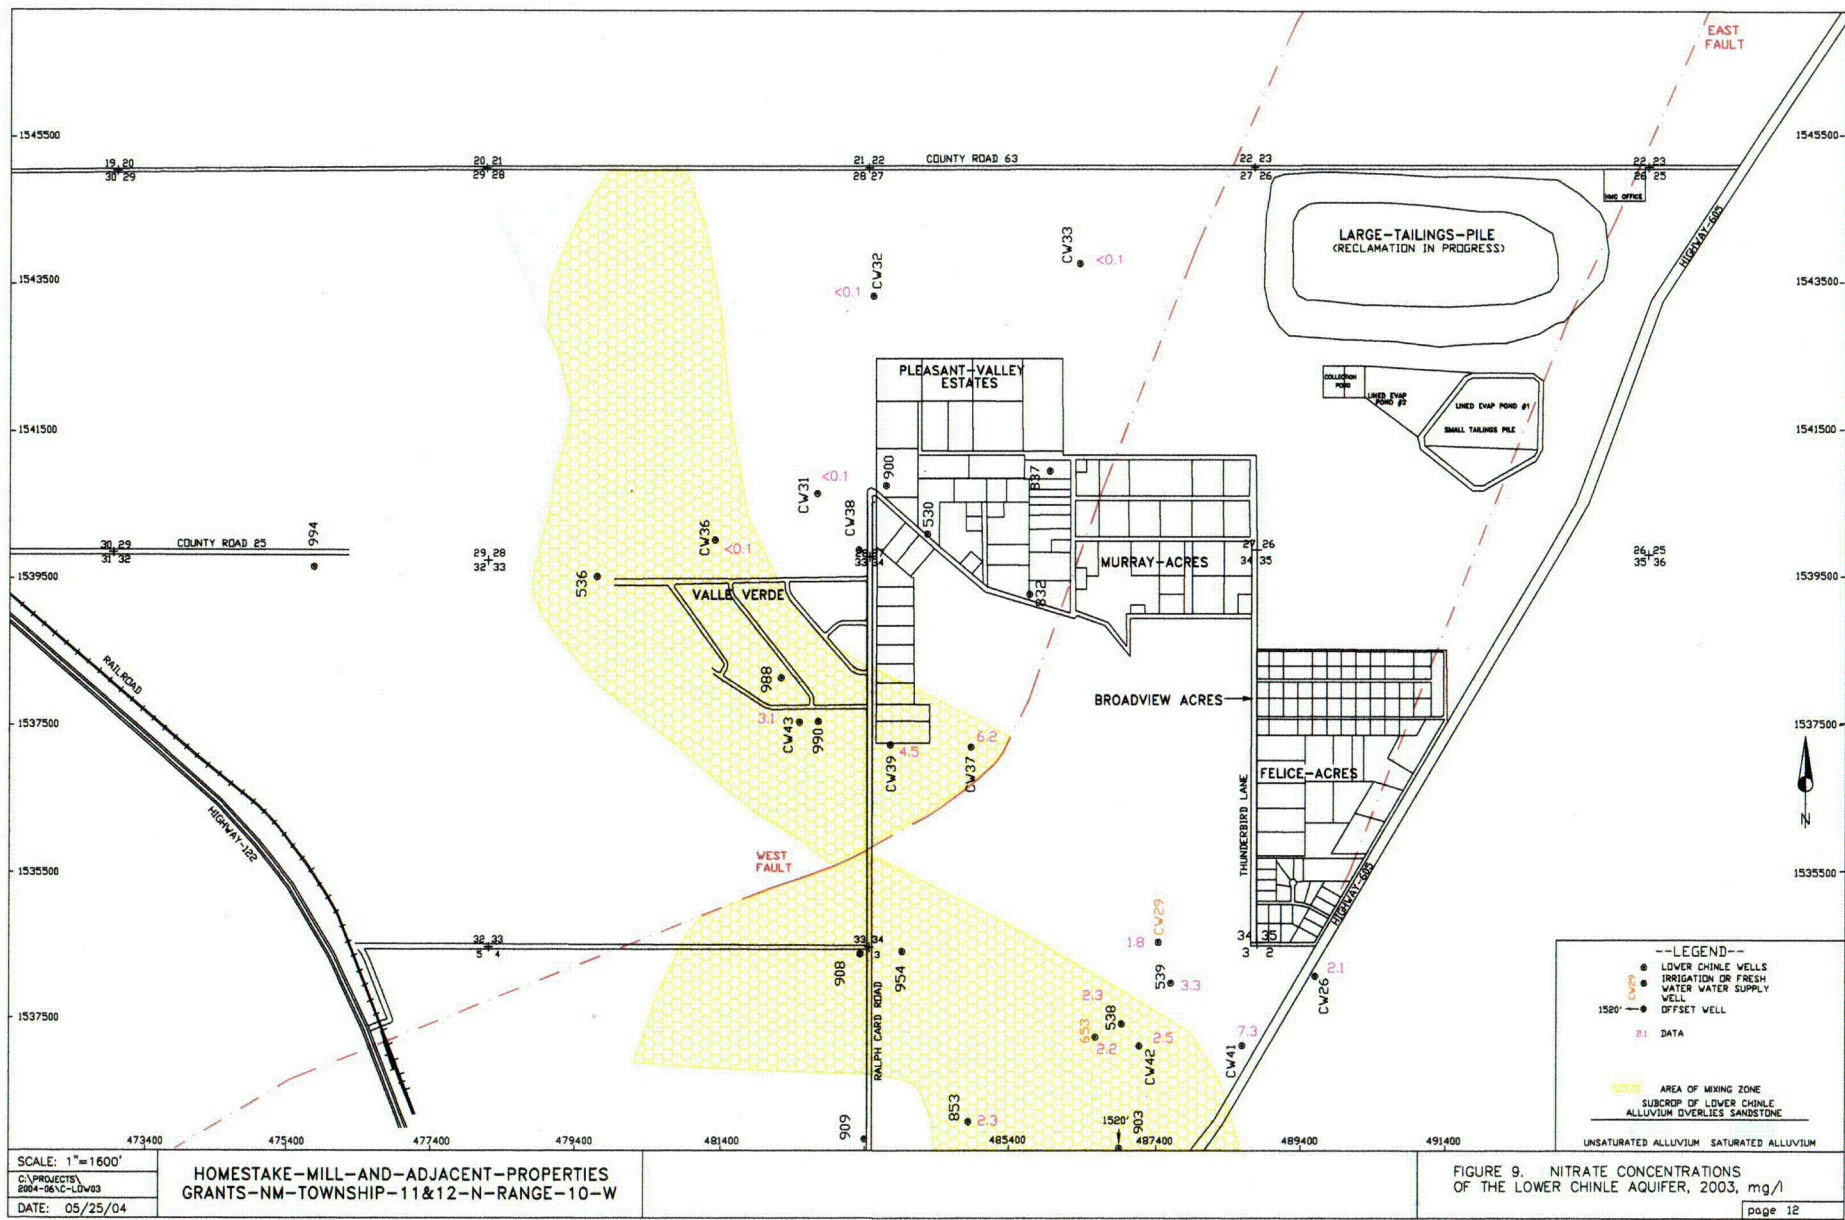 EAST
FAULT
1545500
1545500
19 20
30 29
20 21
29 28
21 22
28 27
COUNTY ROAD 63
22 23
27 26
22 23
26 25
HMC OFFICE
HIGHWAY-605
LARGE-TAILINGS-PILE
(RECLAMATION IN PROGRESS)
CW33
<0.1
CW32
<0.1
1543500
1543500
PLEASANT-VALLEY
ESTATES
COLLECTION
POND
LINED EVAP
POND #2
LINED EVAP POND #1
SMALL TAILINGS PILE
1541500
1541500
CW31
<0.1
900
837
CW38
530
CW36
<0.1
994
30 29
31 32
COUNTY ROAD 25
29 28
32 33
33 34
27 26
34 35
26 25
35 36
MURRAY-ACRES
1539500
1539500
536
VALLE VERDE
832
RAILROAD
988
BROADVIEW ACRES
3.1
CW43
990
1537500
1537500
CW39
4.5
6.2
CW37
FELICE-ACRES
THUNDERBIRD LANE
HIGHWAY-122
N
WEST
FAULT
1535500
1535500
HIGHWAY-605
CW29
1.8
32 33
5 4
33 34
3
34 35
3 2
908
954
539
3.3
CW26
2.1
1537500
RALPH CARD ROAD
2.3
538
653
2.2
2.5
CW42
7.3
CW41
853
2.3
909
1520'
903
--LEGEND--
LOWER CHINLE WELLS
CW29
IRRIGATION OR FRESH
WATER WATER SUPPLY
WELL
1520'
OFFSET WELL
2.1
DATA
AREA OF MIXING ZONE
SUBCROP OF LOWER CHINLE
ALLUVIUM OVERLIES SANDSTONE
UNSATURATED ALLUVIUM SATURATED ALLUVIUM
473400
475400
477400
479400
481400
485400
487400
489400
491400
SCALE: 1"=1600'
C:\PROJECTS\
2004-06\C-LOW03
DATE: 05/25/04
HOMESTAKE-MILL-AND-ADJACENT-PROPERTIES
GRANTS-NM-TOWNSHIP-11&12-N-RANGE-10-W
FIGURE 9. NITRATE CONCENTRATIONS
OF THE LOWER CHINLE AQUIFER, 2003, mg/l
page 12